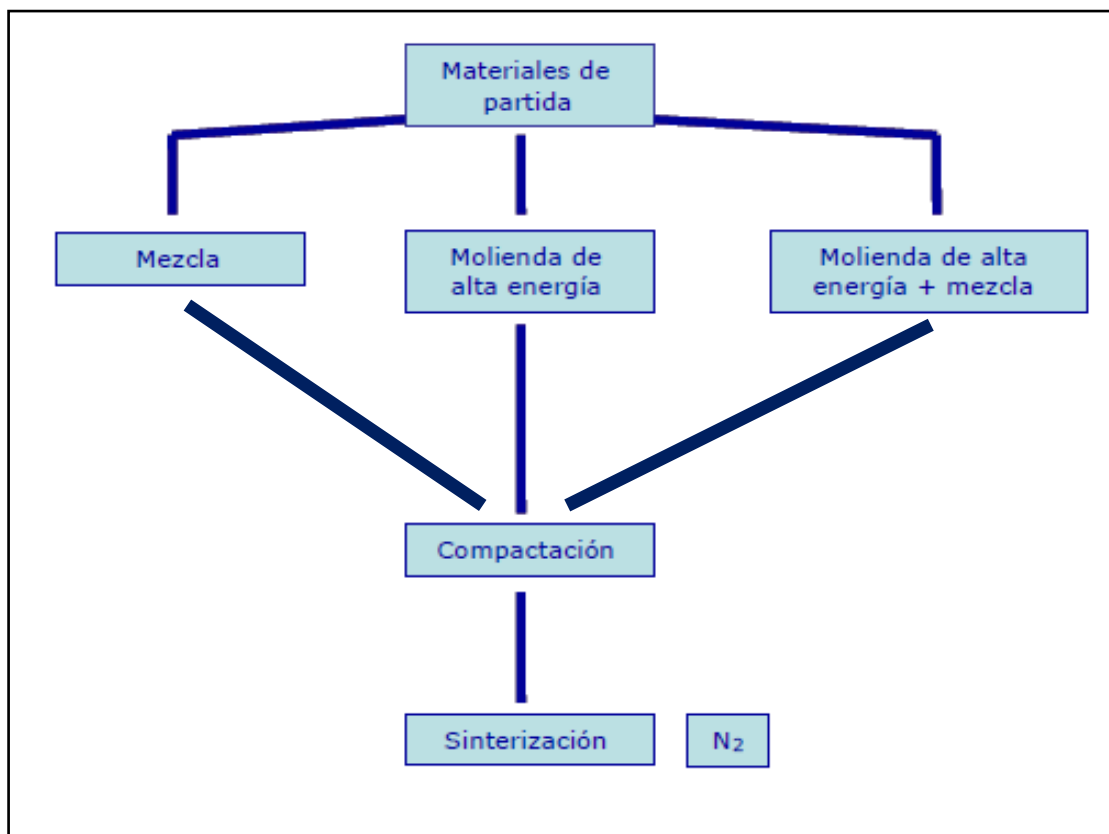 Materiales de
partida
Mezcla
Molienda de
alta energía
Molienda de alta
energía + mezcla
Compactación
Sinterización
N₂